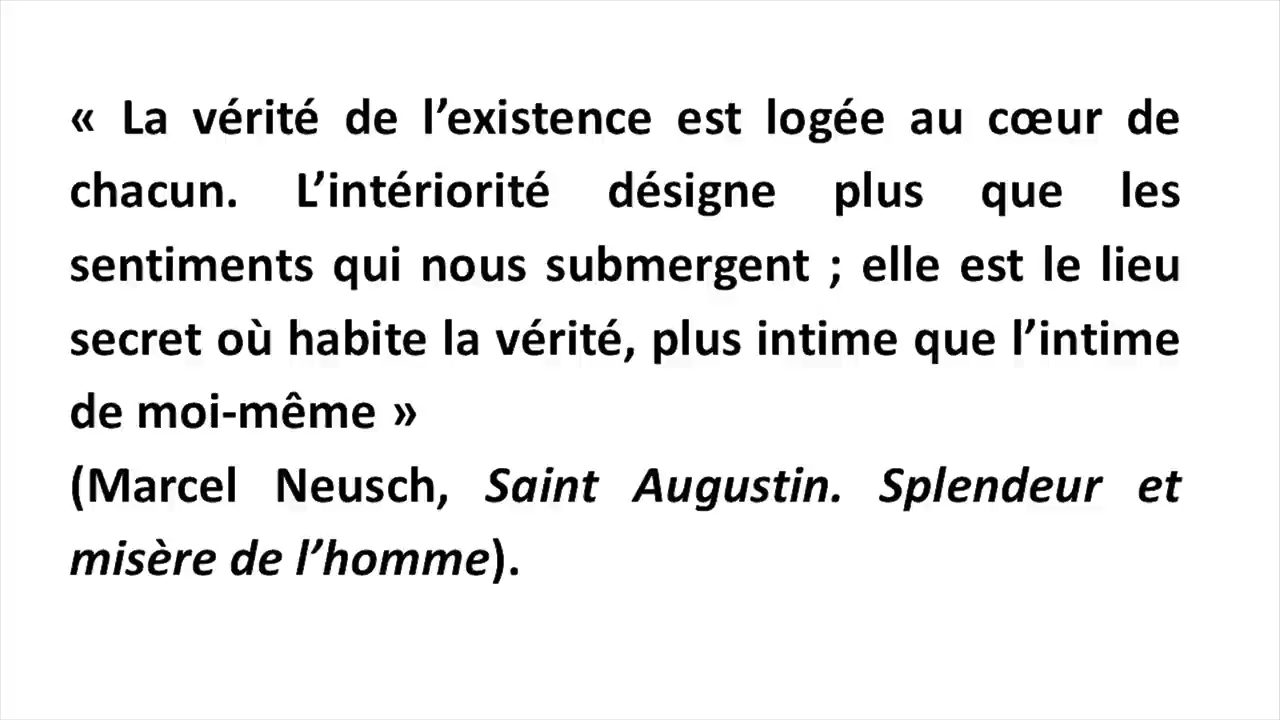 « La vérité de l’existence est logée au cœur de
chacun. L’intériorité désigne plus que les
sentiments qui nous submergent ; elle est le lieu
secret où habite la vérité, plus intime que l’intime
de moi-même »
(Marcel Neusch, Saint Augustin. Splendeur et
misère de l’homme).